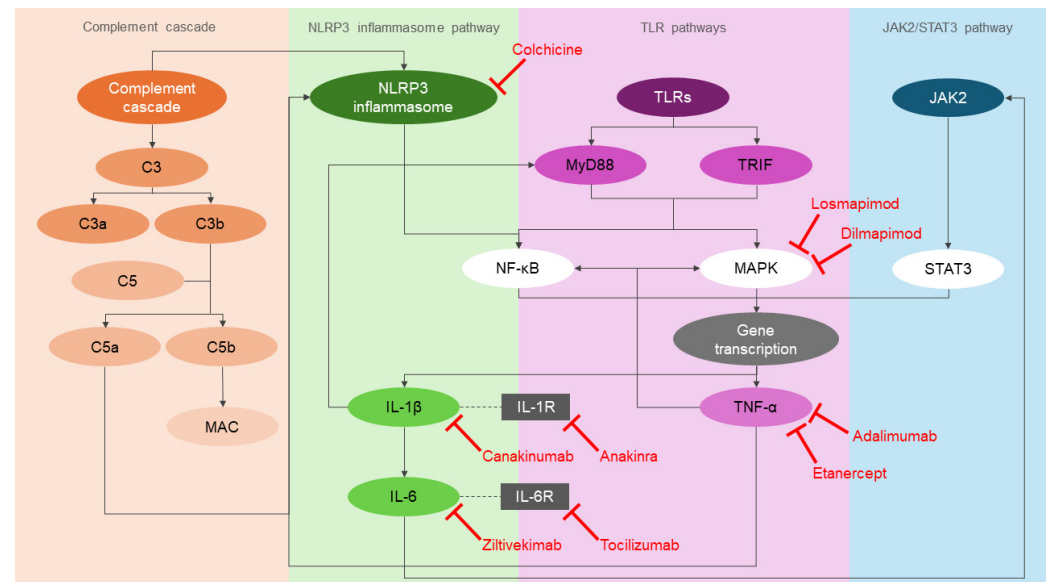 Complement cascade
NLRP3 inflammasome pathway
TLR pathways
JAK2/STAT3 pathway
Colchicine
Complement
cascade
NLRP3
inflammasome
TLRs
JAK2
C3
MyD88
TRIF
C3a
C3b
Losmapimod
Dilmapimod
C5
NF-κB
MAPK
STAT3
C5a
C5b
Gene
transcription
MAC
IL-1β
IL-1R
TNF-α
Adalimumab
Canakinumab
Anakinra
Etanercept
IL-6
IL-6R
Ziltivekimab
Tocilizumab